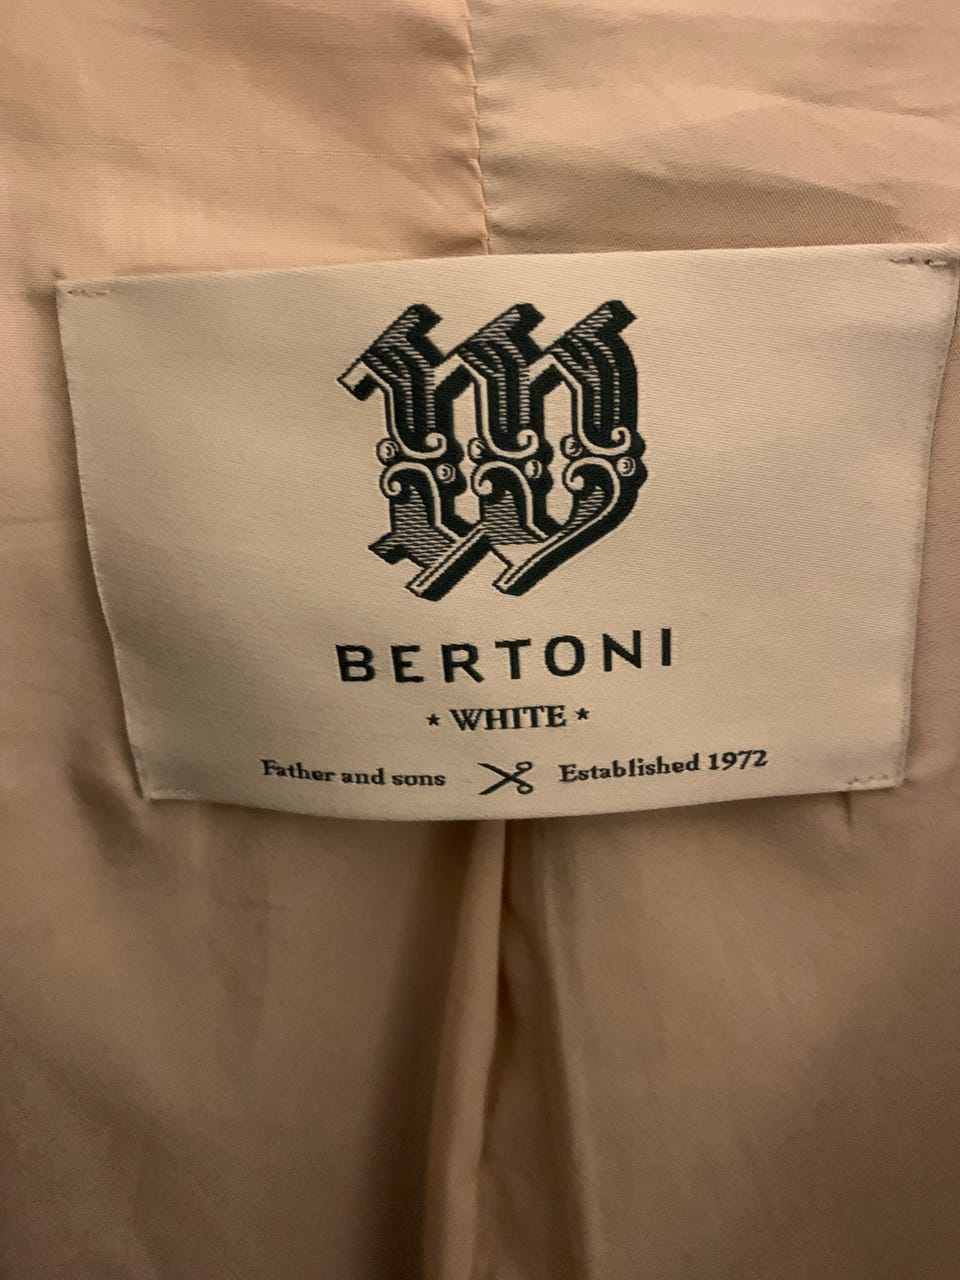 W
BERTONI
★ WHITE ★
Father and sons Established 1972